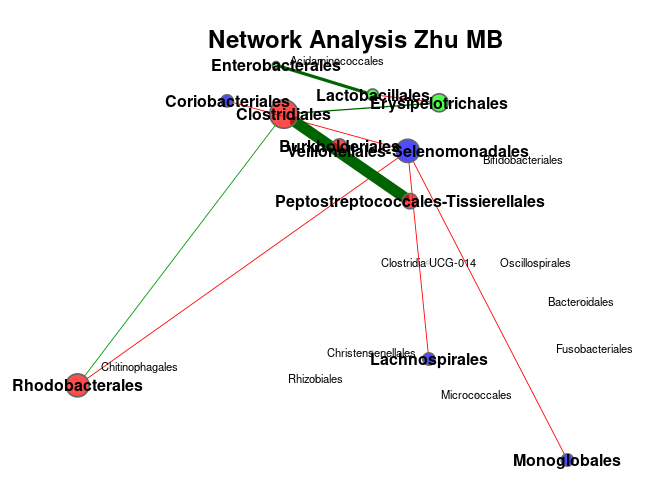 Network Analysis Zhu MB
Acidaminococcales
Enterobacterales
Lactobacillales
Coriobacteriales
Erysipelotrichales
Clostridiales
Burkholderiales
Veillonellales-Selenomonadales
Bifidobacteriales
Peptostreptococcales-Tissierellales
Clostridia UCG-014
Oscillospirales
Bacteroidales
Fusobacteriales
Christensenellales
Lachnospirales
Chitinophagales
Rhizobiales
Rhodobacterales
Micrococcales
Monoglobales